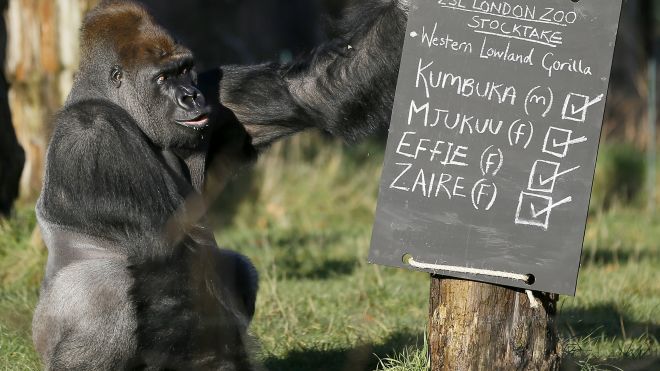 ZSL LONDON ZOO
STOCKTAKE
• Western Lowland Gorilla
KUMBUKA (m)
MJUKUU (f)
EFFIE (f)
ZAIRE (f)